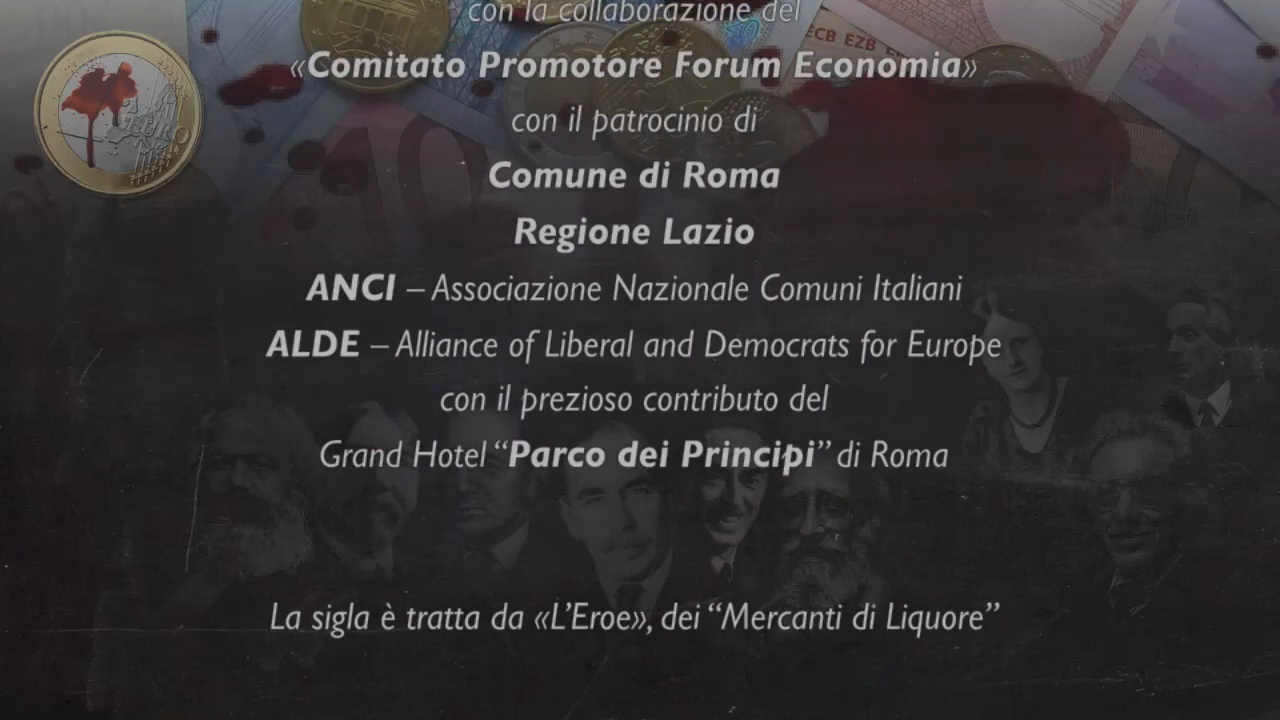 con la collaborazione del
ECB EZB E
«Comitato Promotore Forum Economia»
con il patrocinio di
Comune di Roma
Regione Lazio
ANCI – Associazione Nazionale Comuni Italiani
ALDE – Alliance of Liberal and Democrats for Europe
con il prezioso contributo del
Grand Hotel “Parco dei Principi” di Roma
La sigla è tratta da «L’Eroe», dei “Mercanti di Liquore”